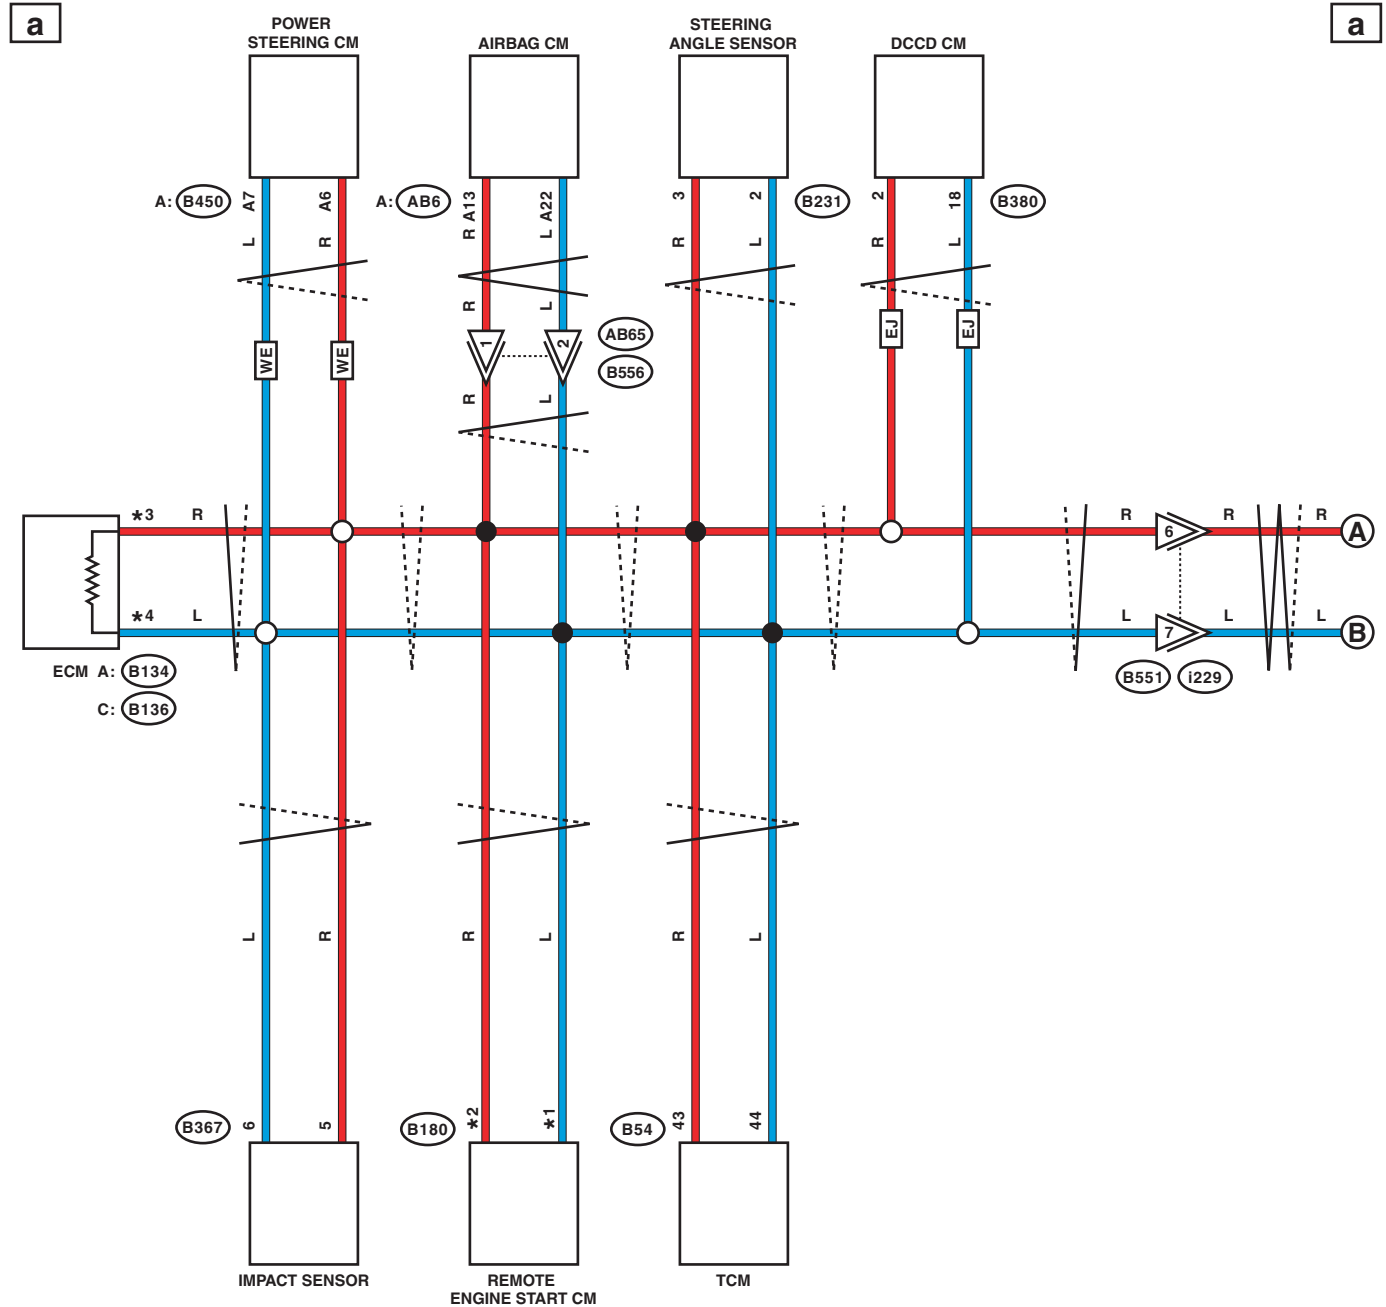 a
a
POWER
STEERING CM
AIRBAG CM
STEERING
ANGLE SENSOR
DCCD CM
A: B450
A7
A6
A: AB6
A13
A22
3
2
B231
2
18
B380
L
R
R
L
R
L
R
L
R
L
EJ
EJ
WE
WE
1
2
AB65
B556
R
L
*3
R
R
6
R
R
A
*4
L
L
7
L
L
B
ECM A: B134
C: B136
B551
i229
L
R
R
L
R
L
B367
6
5
B180
*2
*1
B54
43
44
IMPACT SENSOR
REMOTE
ENGINE START CM
TCM